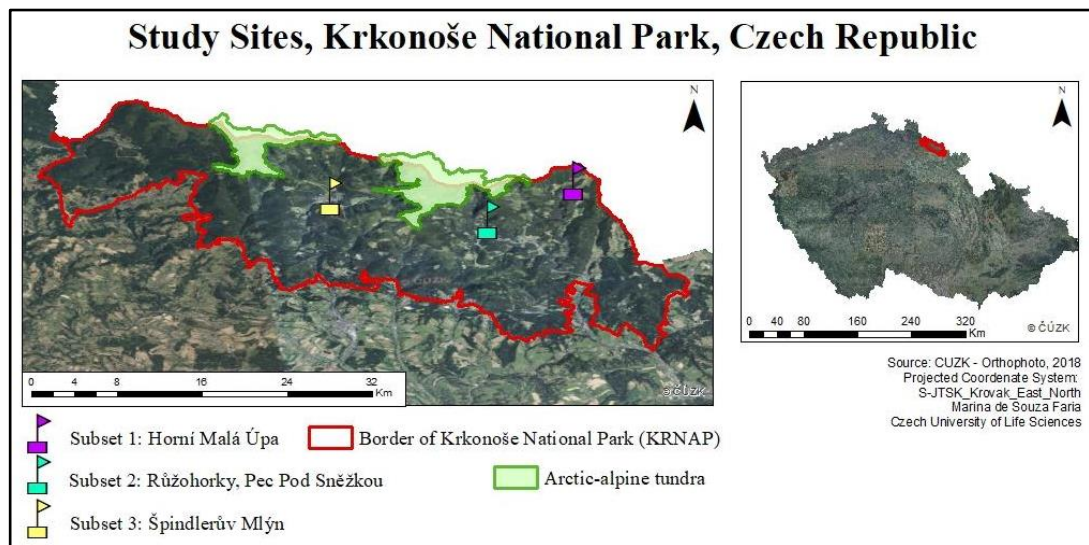 Study Sites, Krkonoše National Park, Czech Republic
N
0 4 8 16 24 32
Km
©ČÚZK
N
0 40 80 160 240 320
Km
© ČÚZK
Source: CUZK - Orthophoto, 2018
Projected Coordenate System:
S-JTSK_Krovak_East_North
Marina de Souza Faria
Czech University of Life Sciences
Subset 1: Horní Malá Úpa
Border of Krkonoše National Park (KRNAP)
Subset 2: Růžohorky, Pec Pod Sněžkou
Arctic-alpine tundra
Subset 3: Špindlerův Mlýn